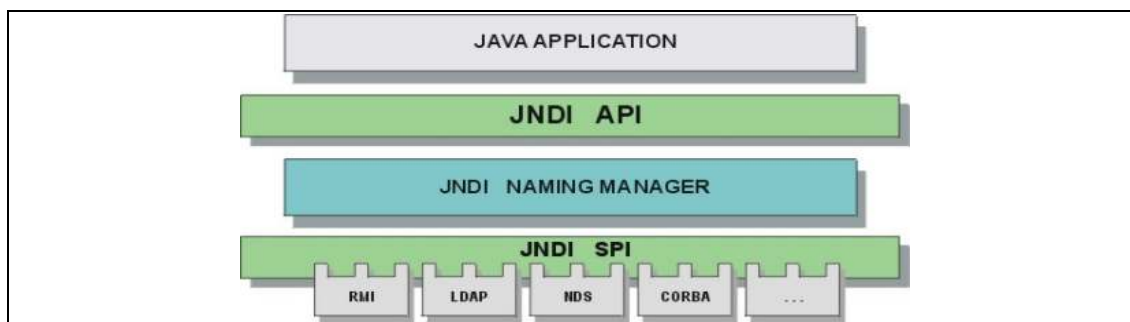 JAVA APPLICATION
JNDI API
JNDI NAMING MANAGER
JNDI SPI
RMI LDAP NDS CORBA ...